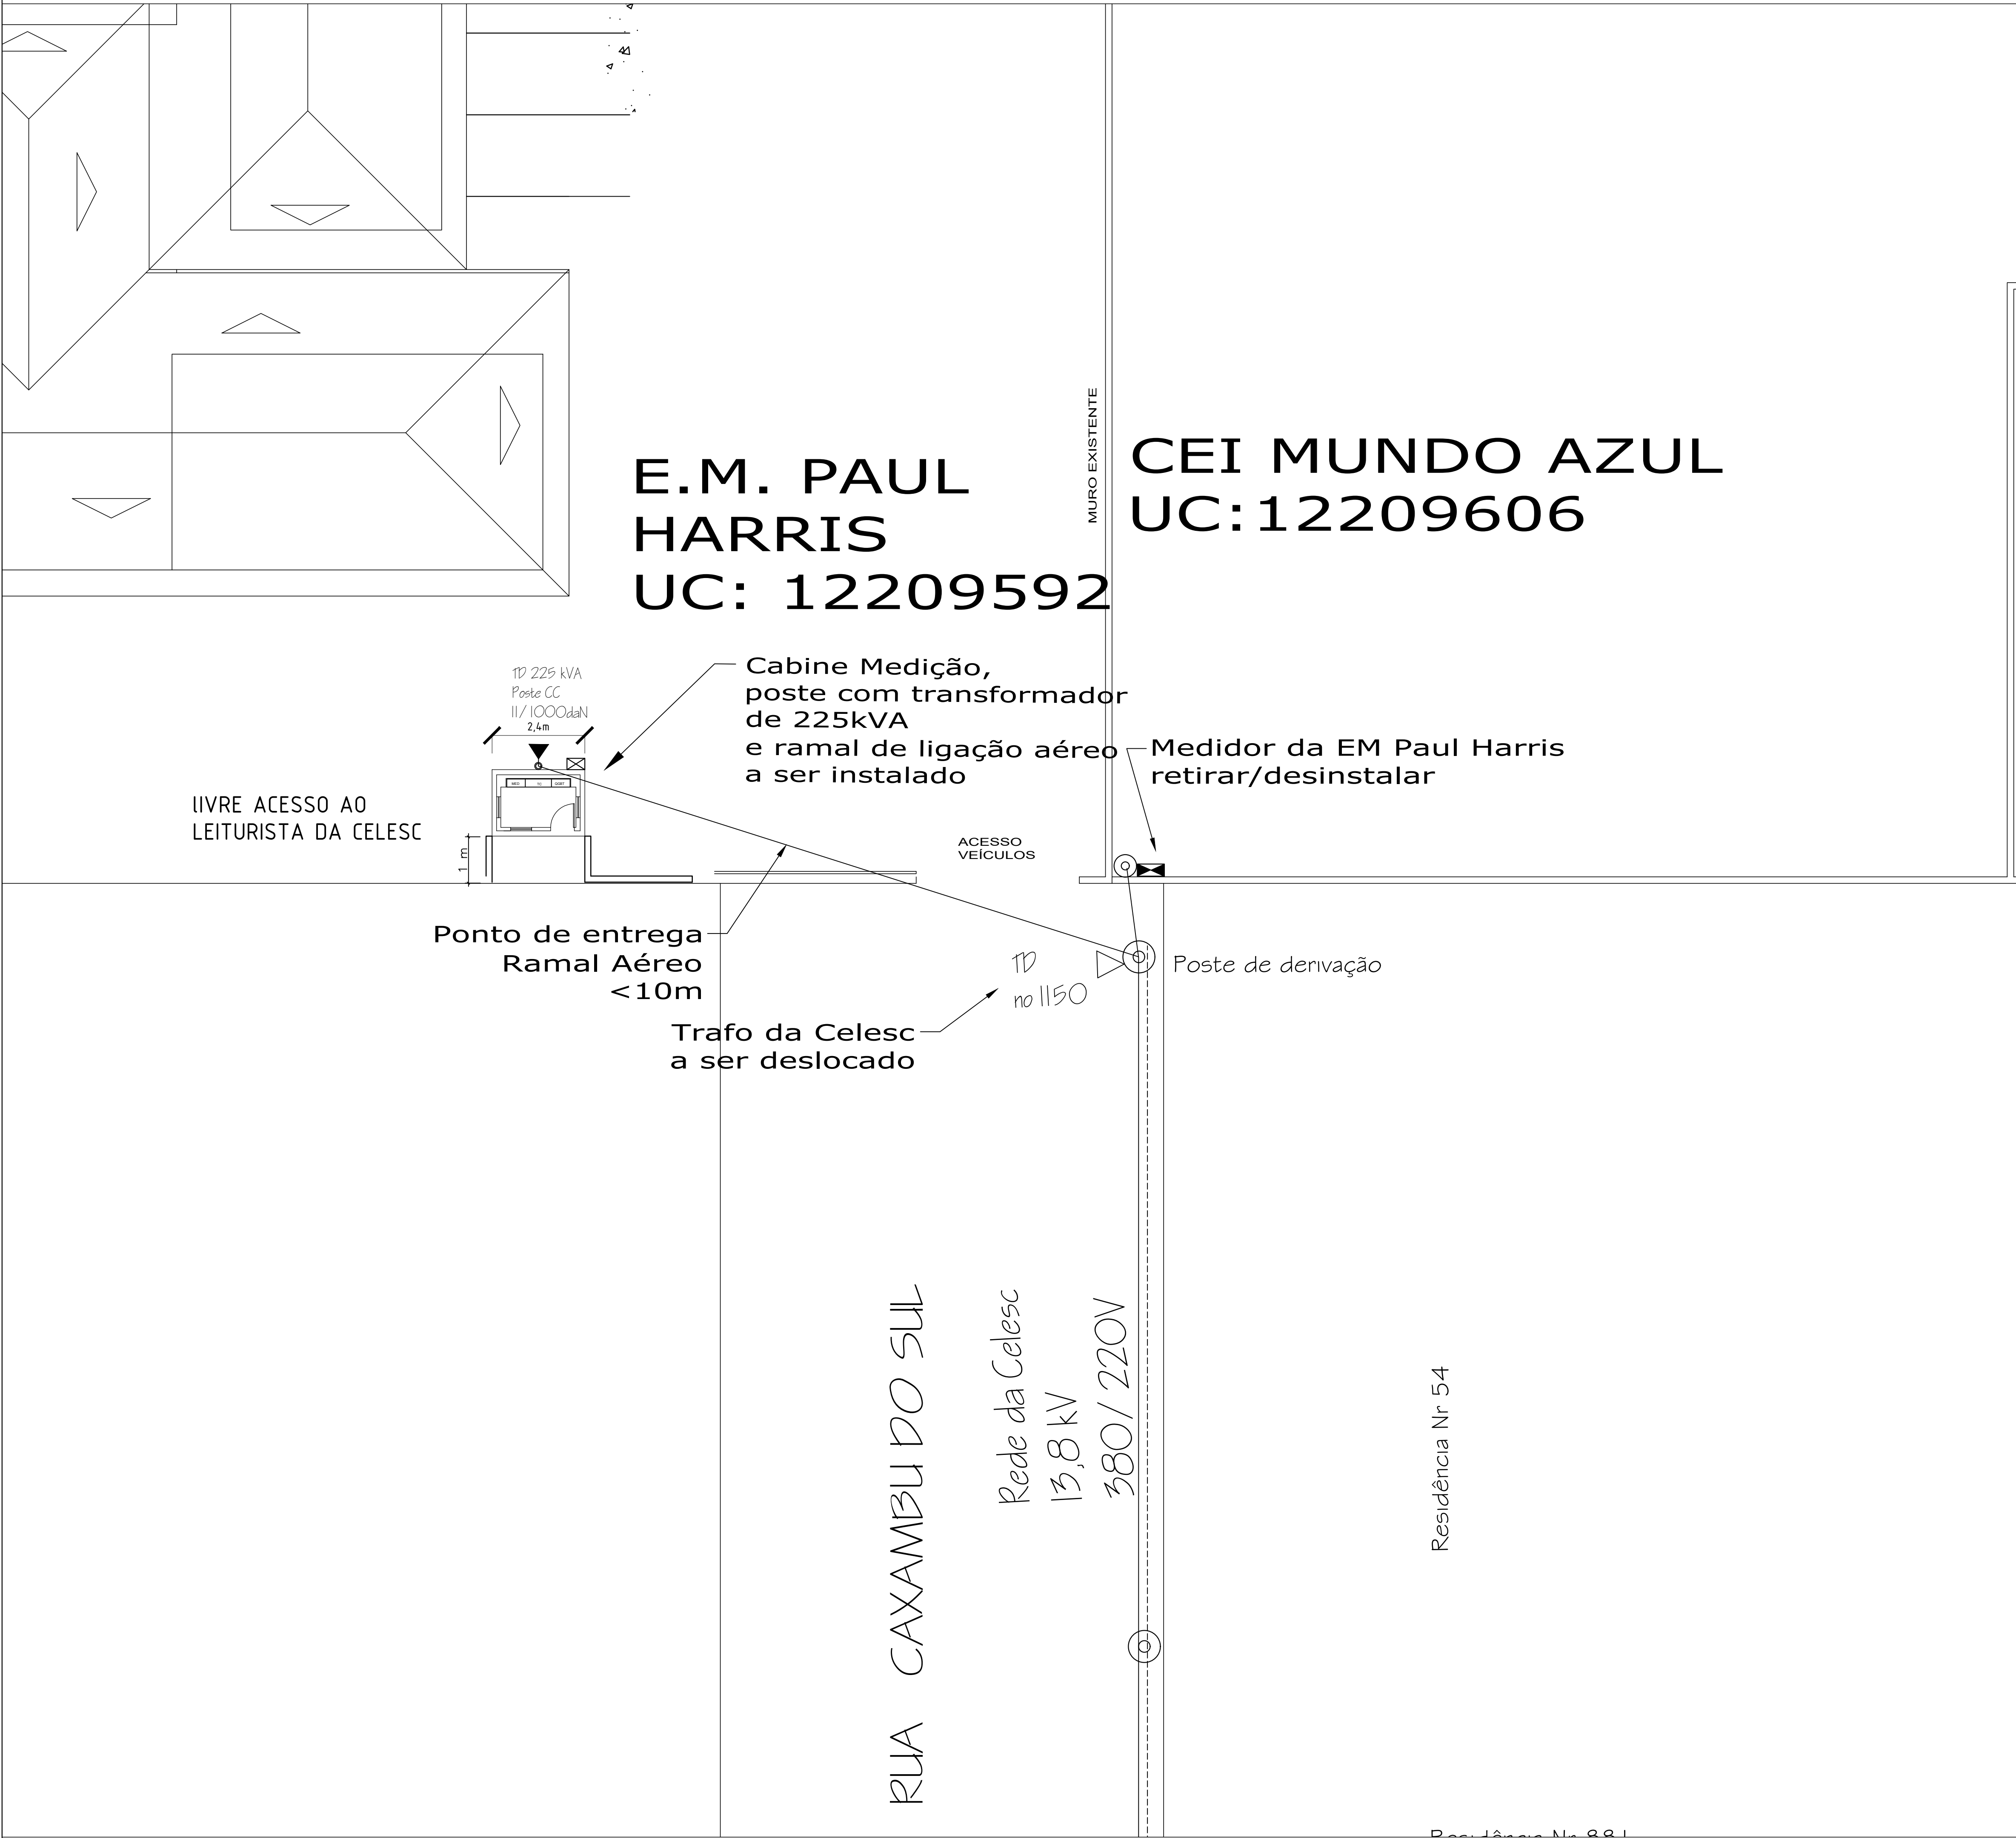 E.M. PAUL
HARRIS
UC: 12209592
MURO EXISTENTE
CEI MUNDO AZUL
UC:12209606
TD 225 kVA
Poste CC
11/1000daN
2,4m
Cabine Medição,
poste com transformador
de 225kVA
e ramal de ligação aéreo
a ser instalado
Medidor da EM Paul Harris
retirar/desinstalar
lIVRE ACESSO AO
LEITURISTA DA CELESC
1 m
ACESSO
VEÍCULOS
Ponto de entrega
Ramal Aéreo
<10m
TD
no 1150
Poste de derivação
Trafo da Celesc
a ser deslocado
RUA CAXAMBU DO SUL
Rede da Celesc
13,8 kV
380/220V
Residência Nr 54